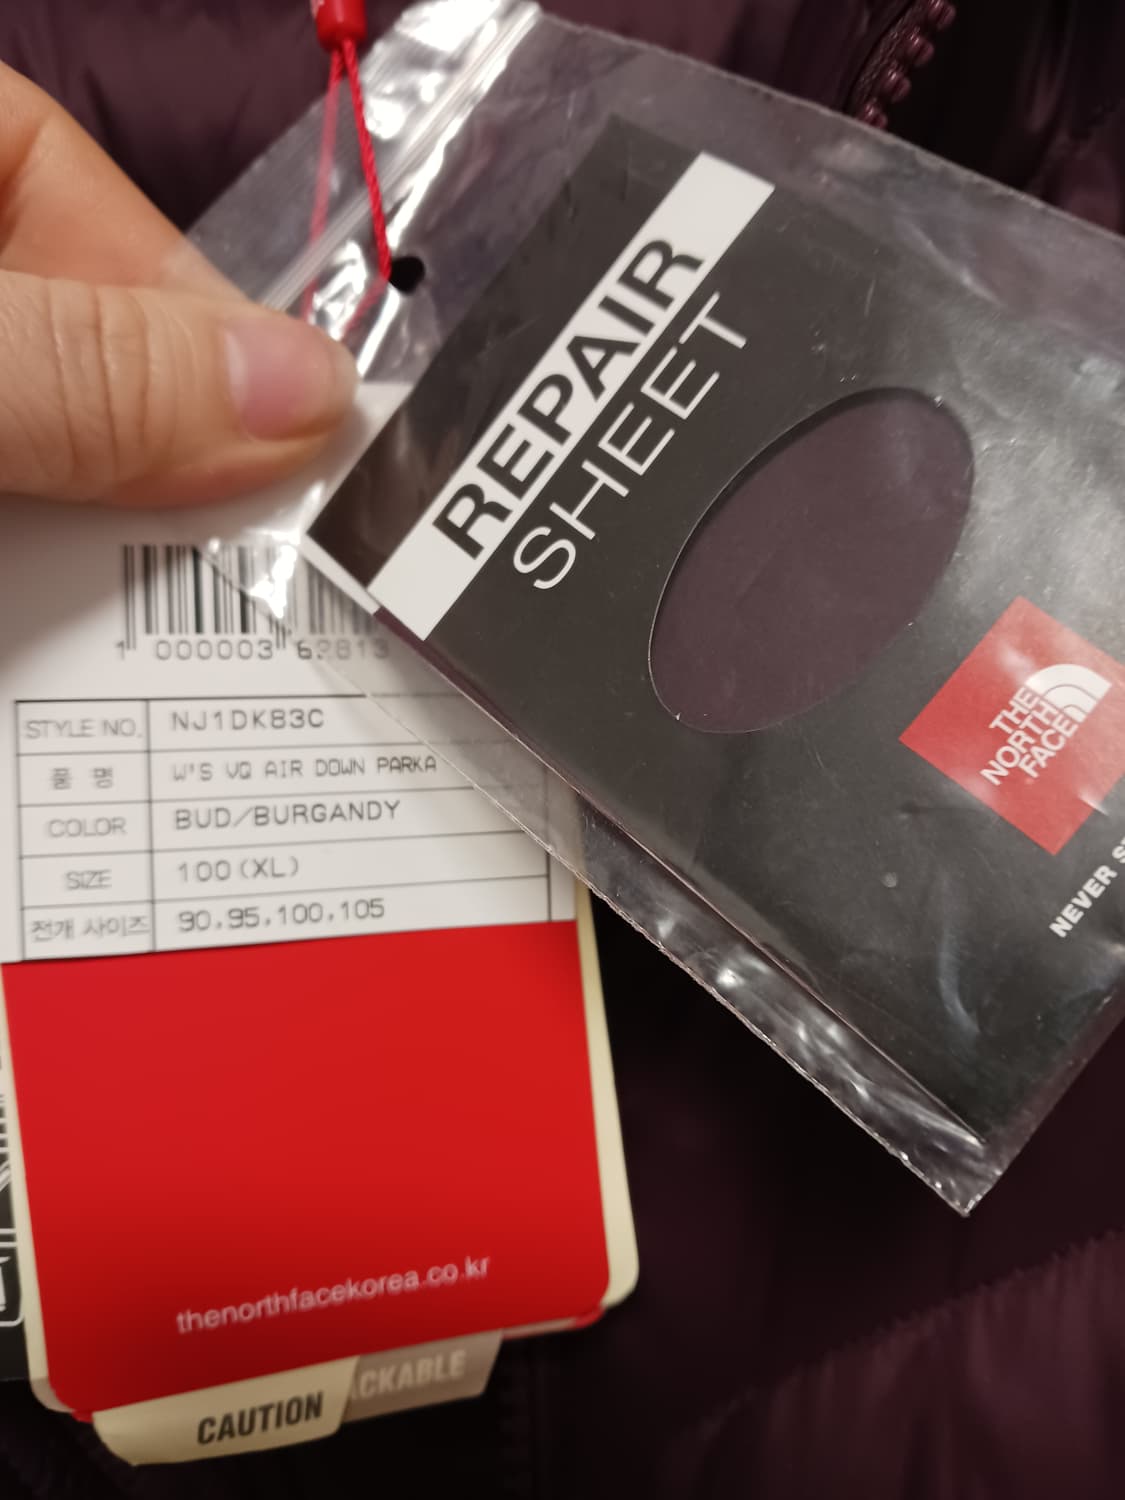 REPAIR
SHEET
THE
NORTH
FACE
NEVER
1 000003 62813
STYLE NO. NJ1DK83C
품 명 W'S VQ AIR DOWN PARKA
COLOR BUD/BURGANDY
SIZE 100(XL)
전개 사이즈 90,95,100,105
thenorthfacekorea.co.kr
CAUTION